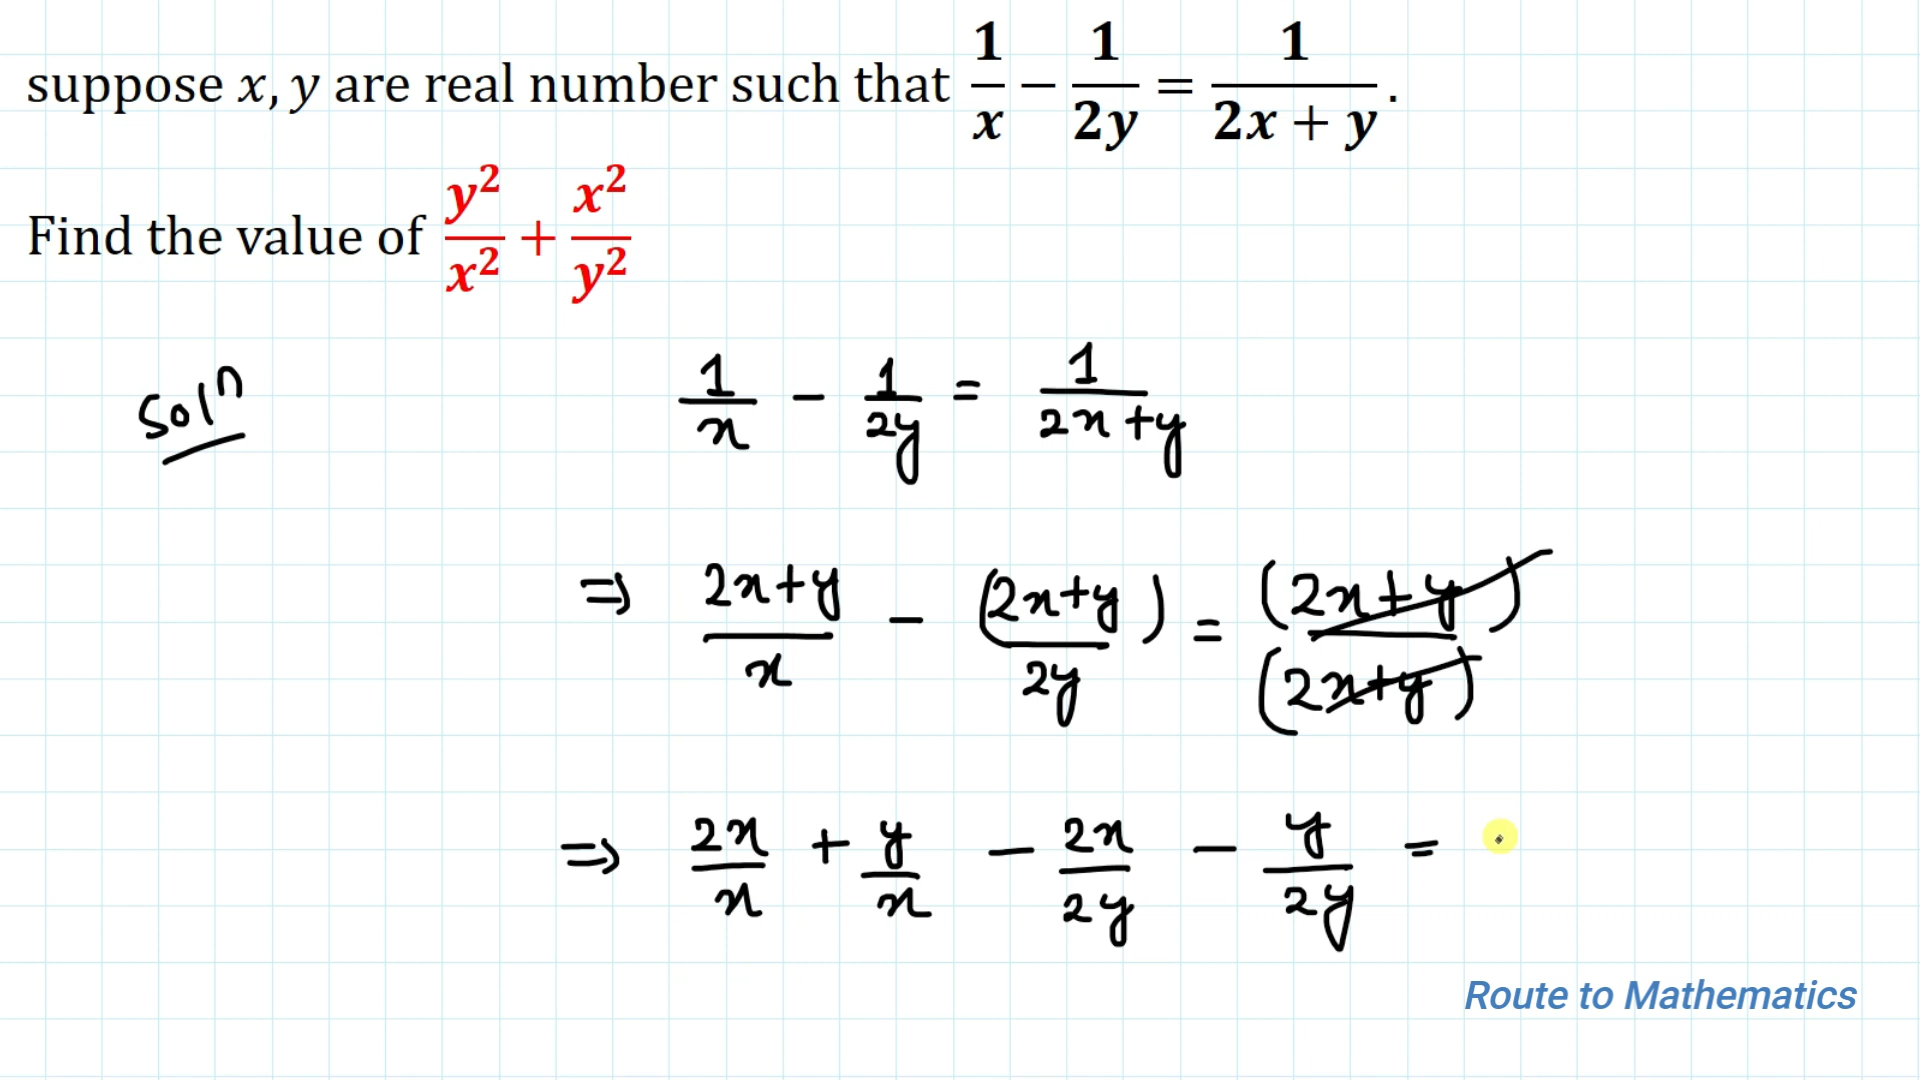 suppose x, y are real number such that 1/x − 1/2y = 1/(2x + y).
Find the value of y²/x² + x²/y²
Solⁿ
1/x − 1/2y = 1/(2x+y)
⇒ (2x+y)/x − (2x+y)/2y = (2x+y)/(2x+y)
⇒ 2x/x + y/x − 2x/2y − y/2y =
Route to Mathematics